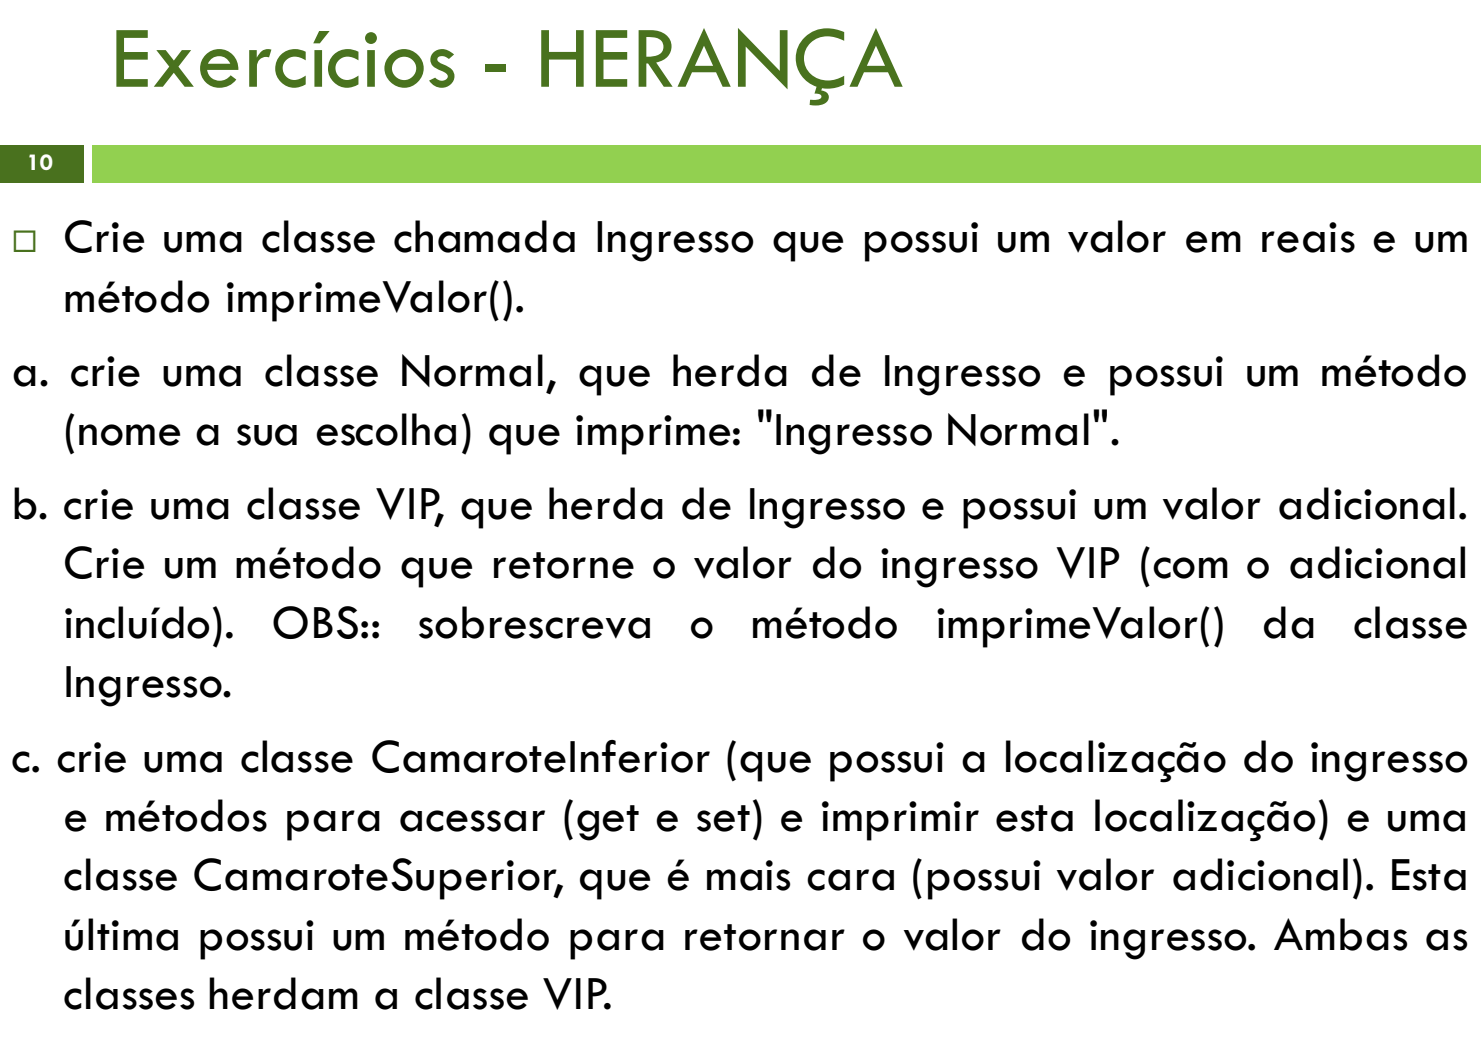 Exercícios - HERANÇA
10
Crie uma classe chamada Ingresso que possui um valor em reais e um
método imprimeValor().
a. crie uma classe Normal, que herda de Ingresso e possui um método
(nome a sua escolha) que imprime: "Ingresso Normal".
b. crie uma classe VIP, que herda de Ingresso e possui um valor adicional.
Crie um método que retorne o valor do ingresso VIP (com o adicional
incluído). OBS:: sobrescreva o método imprimeValor() da classe
Ingresso.
c. crie uma classe CamaroteInferior (que possui a localização do ingresso
e métodos para acessar (get e set) e imprimir esta localização) e uma
classe CamaroteSuperior, que é mais cara (possui valor adicional). Esta
última possui um método para retornar o valor do ingresso. Ambas as
classes herdam a classe VIP.